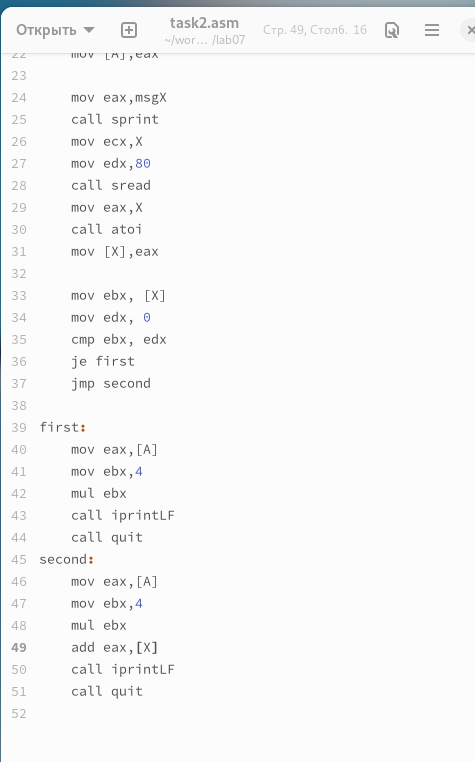 Открыть
task2.asm
~/wor… /lab07
Стр. 49, Столб. 16
22 mov [A],eax
23
24 mov eax,msgX
25 call sprint
26 mov ecx,X
27 mov edx,80
28 call sread
29 mov eax,X
30 call atoi
31 mov [X],eax
32
33 mov ebx, [X]
34 mov edx, 0
35 cmp ebx, edx
36 je first
37 jmp second
38
39 first:
40 mov eax,[A]
41 mov ebx,4
42 mul ebx
43 call iprintLF
44 call quit
45 second:
46 mov eax,[A]
47 mov ebx,4
48 mul ebx
49 add eax,[X]
50 call iprintLF
51 call quit
52